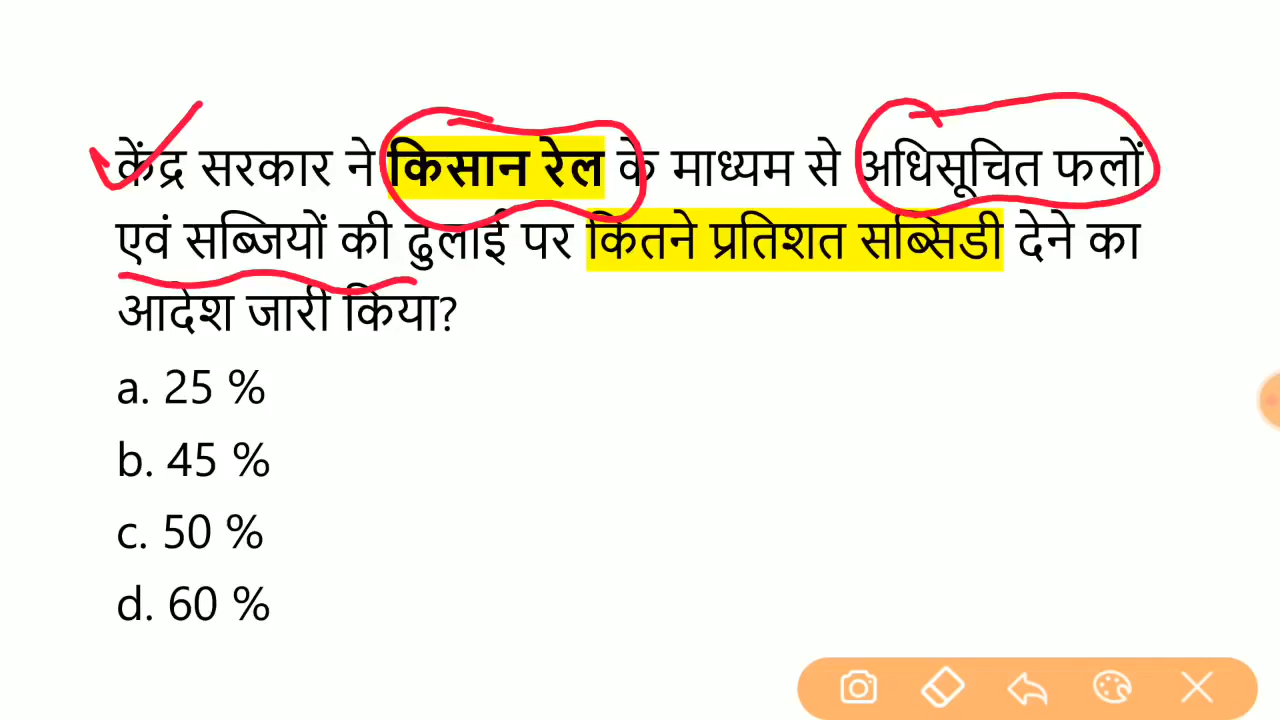 केंद्र सरकार ने किसान रेल के माध्यम से अधिसूचित फलों
एवं सब्जियों की ढुलाई पर कितने प्रतिशत सब्सिडी देने का
आदेश जारी किया?
a. 25 %
b. 45 %
c. 50 %
d. 60 %